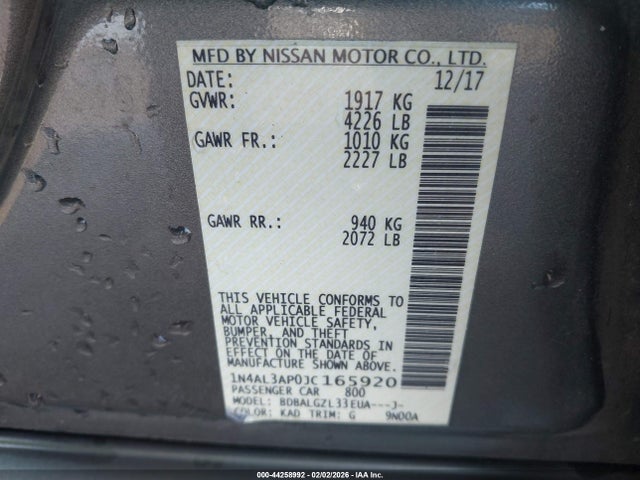 MFD BY NISSAN MOTOR CO., LTD.
DATE: 12/17
GVWR: 1917 KG
4226 LB
GAWR FR.: 1010 KG
2227 LB
GAWR RR.: 940 KG
2072 LB
THIS VEHICLE CONFORMS TO
ALL APPLICABLE FEDERAL
MOTOR VEHICLE SAFETY,
BUMPER, AND THEFT
PREVENTION STANDARDS IN
EFFECT ON THE DATE OF
MANUFACTURE SHOWN ABOVE.
1N4AL3AP0JC165920
PASSENGER CAR 800
MODEL: BDBALGZL33EUA---J-
COLOR: KAD TRIM: G 9N00A
000-44258992 - 02/02/2026 - IAAI.COM